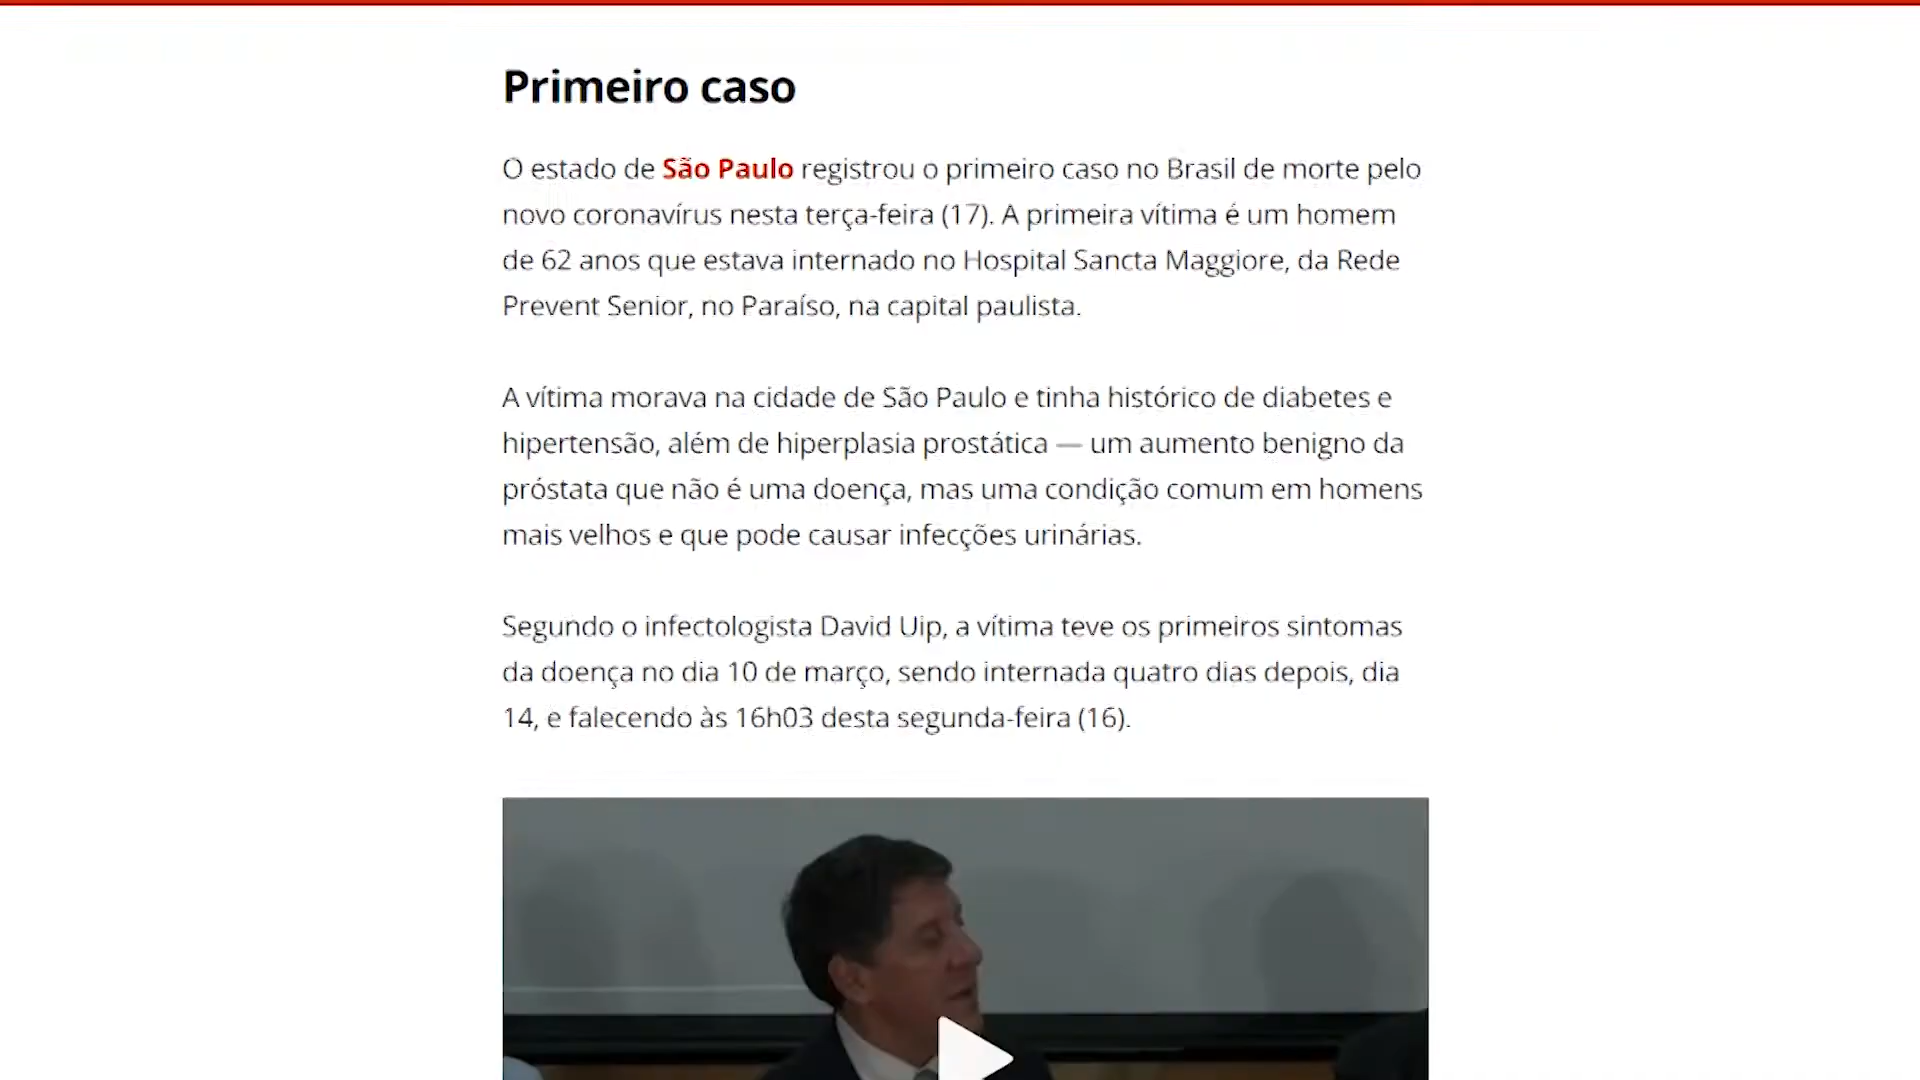 Primeiro caso
O estado de São Paulo registrou o primeiro caso no Brasil de morte pelo
novo coronavírus nesta terça-feira (17). A primeira vítima é um homem
de 62 anos que estava internado no Hospital Sancta Maggiore, da Rede
Prevent Senior, no Paraíso, na capital paulista.
A vítima morava na cidade de São Paulo e tinha histórico de diabetes e
hipertensão, além de hiperplasia prostática — um aumento benigno da
próstata que não é uma doença, mas uma condição comum em homens
mais velhos e que pode causar infecções urinárias.
Segundo o infectologista David Uip, a vítima teve os primeiros sintomas
da doença no dia 10 de março, sendo internada quatro dias depois, dia
14, e falecendo às 16h03 desta segunda-feira (16).